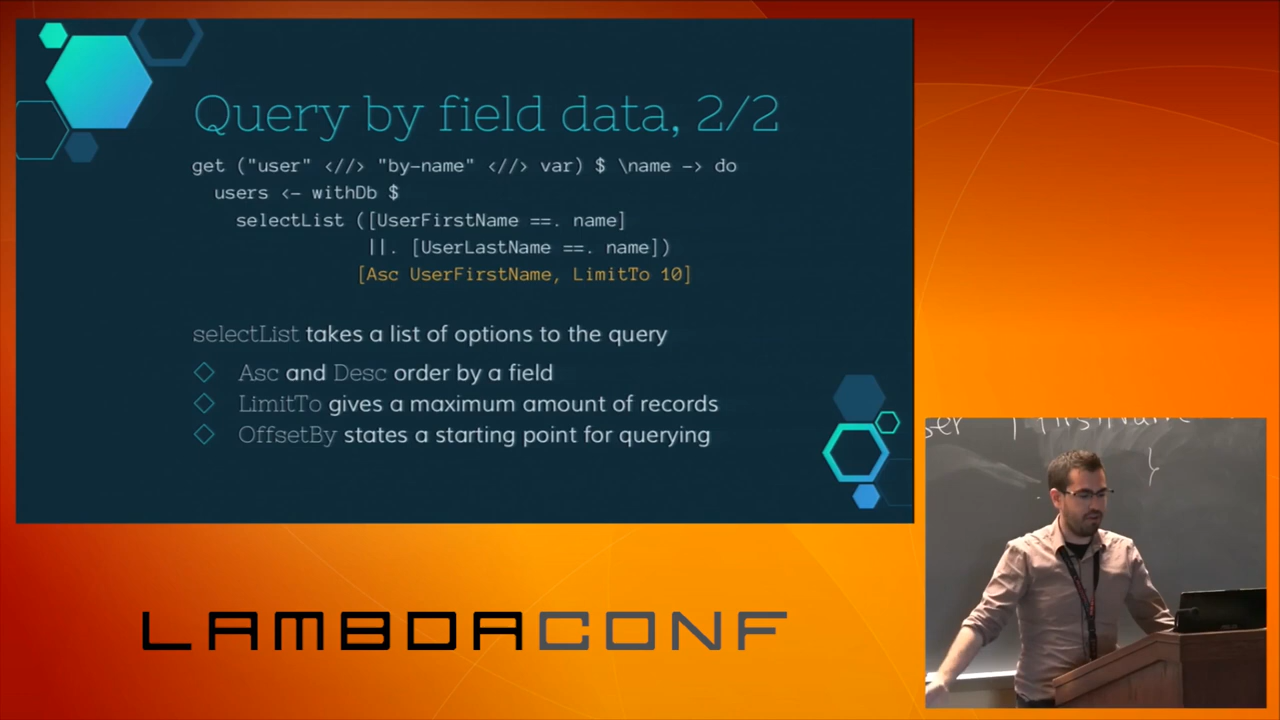 Query by field data, 2/2
get ("user" <//> "by-name" <//> var) $ \name -> do
users <- withDb $
selectList ([UserFirstName ==. name]
||. [UserLastName ==. name])
[Asc UserFirstName, LimitTo 10]
selectList takes a list of options to the query
Asc and Desc order by a field
LimitTo gives a maximum amount of records
OffsetBy states a starting point for querying
LAMBDACONF